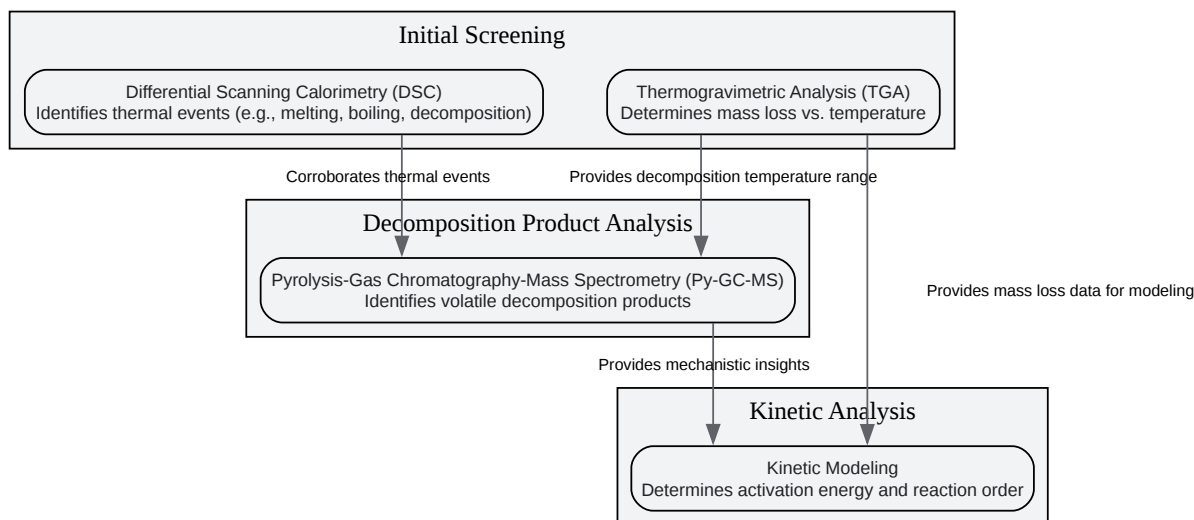 Initial Screening
Differential Scanning Calorimetry (DSC)
Identifies thermal events (e.g., melting, boiling, decomposition)
Thermogravimetric Analysis (TGA)
Determines mass loss vs. temperature
Corroborates thermal events
Provides decomposition temperature range
Decomposition Product Analysis
Pyrolysis-Gas Chromatography-Mass Spectrometry (Py-GC-MS)
Identifies volatile decomposition products
Provides mass loss data for modeling
Provides mechanistic insights
Kinetic Analysis
Kinetic Modeling
Determines activation energy and reaction order